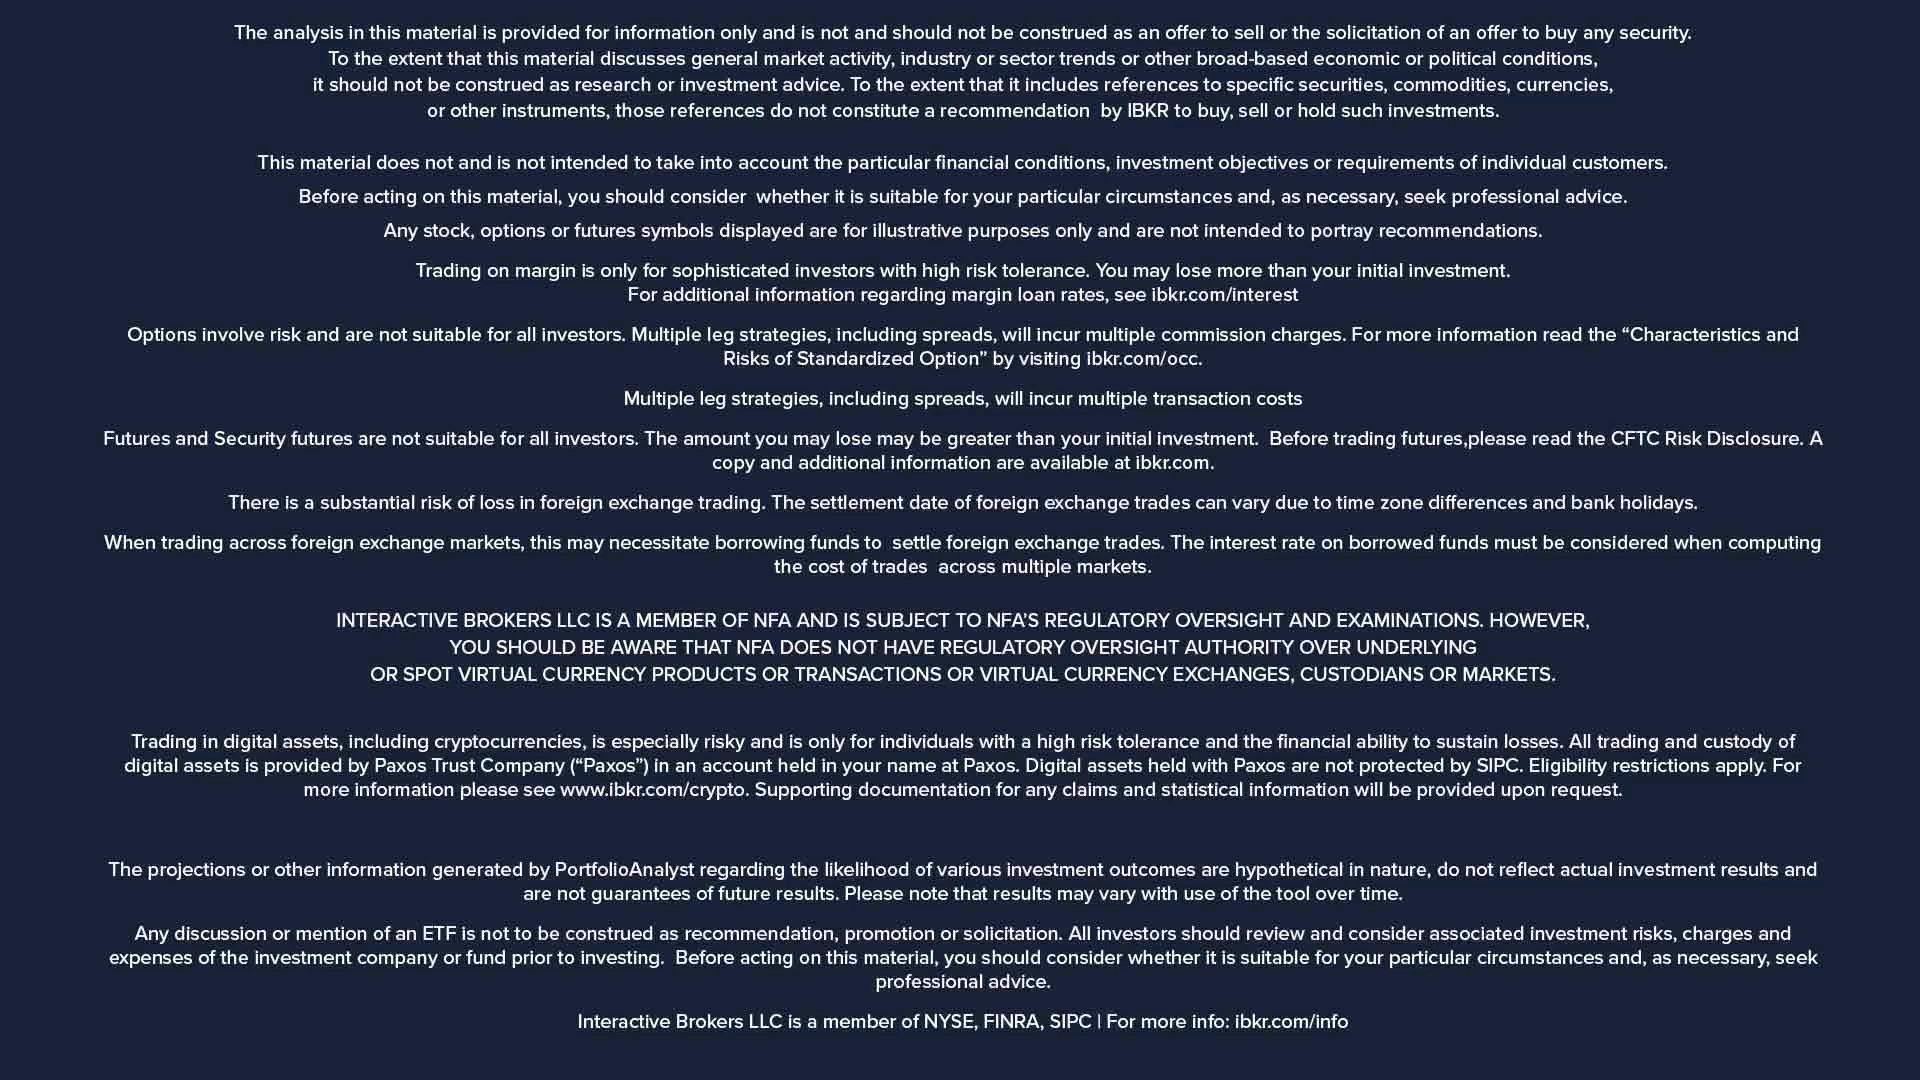 The analysis in this material is provided for information only and is not and should not be construed as an offer to sell or the solicitation of an offer to buy any security.
To the extent that this material discusses general market activity, industry or sector trends or other broad-based economic or political conditions,
it should not be construed as research or investment advice. To the extent that it includes references to specific securities, commodities, currencies,
or other instruments, those references do not constitute a recommendation  by IBKR to buy, sell or hold such investments.
This material does not and is not intended to take into account the particular financial conditions, investment objectives or requirements of individual customers.
Before acting on this material, you should consider  whether it is suitable for your particular circumstances and, as necessary, seek professional advice.
Any stock, options or futures symbols displayed are for illustrative purposes only and are not intended to portray recommendations.
Trading on margin is only for sophisticated investors with high risk tolerance. You may lose more than your initial investment.
For additional information regarding margin loan rates, see ibkr.com/interest
Options involve risk and are not suitable for all investors. Multiple leg strategies, including spreads, will incur multiple commission charges. For more information read the “Characteristics and
Risks of Standardized Option” by visiting ibkr.com/occ.
Multiple leg strategies, including spreads, will incur multiple transaction costs
Futures and Security futures are not suitable for all investors. The amount you may lose may be greater than your initial investment.  Before trading futures,please read the CFTC Risk Disclosure. A
copy and additional information are available at ibkr.com.
There is a substantial risk of loss in foreign exchange trading. The settlement date of foreign exchange trades can vary due to time zone differences and bank holidays.
When trading across foreign exchange markets, this may necessitate borrowing funds to  settle foreign exchange trades. The interest rate on borrowed funds must be considered when computing
the cost of trades  across multiple markets.
INTERACTIVE BROKERS LLC IS A MEMBER OF NFA AND IS SUBJECT TO NFA’S REGULATORY OVERSIGHT AND EXAMINATIONS. HOWEVER,
YOU SHOULD BE AWARE THAT NFA DOES NOT HAVE REGULATORY OVERSIGHT AUTHORITY OVER UNDERLYING
OR SPOT VIRTUAL CURRENCY PRODUCTS OR TRANSACTIONS OR VIRTUAL CURRENCY EXCHANGES, CUSTODIANS OR MARKETS.
Trading in digital assets, including cryptocurrencies, is especially risky and is only for individuals with a high risk tolerance and the financial ability to sustain losses. All trading and custody of
digital assets is provided by Paxos Trust Company (“Paxos”) in an account held in your name at Paxos. Digital assets held with Paxos are not protected by SIPC. Eligibility restrictions apply. For
more information please see www.ibkr.com/crypto. Supporting documentation for any claims and statistical information will be provided upon request.
The projections or other information generated by PortfolioAnalyst regarding the likelihood of various investment outcomes are hypothetical in nature, do not reflect actual investment results and
are not guarantees of future results. Please note that results may vary with use of the tool over time.
Any discussion or mention of an ETF is not to be construed as recommendation, promotion or solicitation. All investors should review and consider associated investment risks, charges and
expenses of the investment company or fund prior to investing.  Before acting on this material, you should consider whether it is suitable for your particular circumstances and, as necessary, seek
professional advice.
Interactive Brokers LLC is a member of NYSE, FINRA, SIPC | For more info: ibkr.com/info